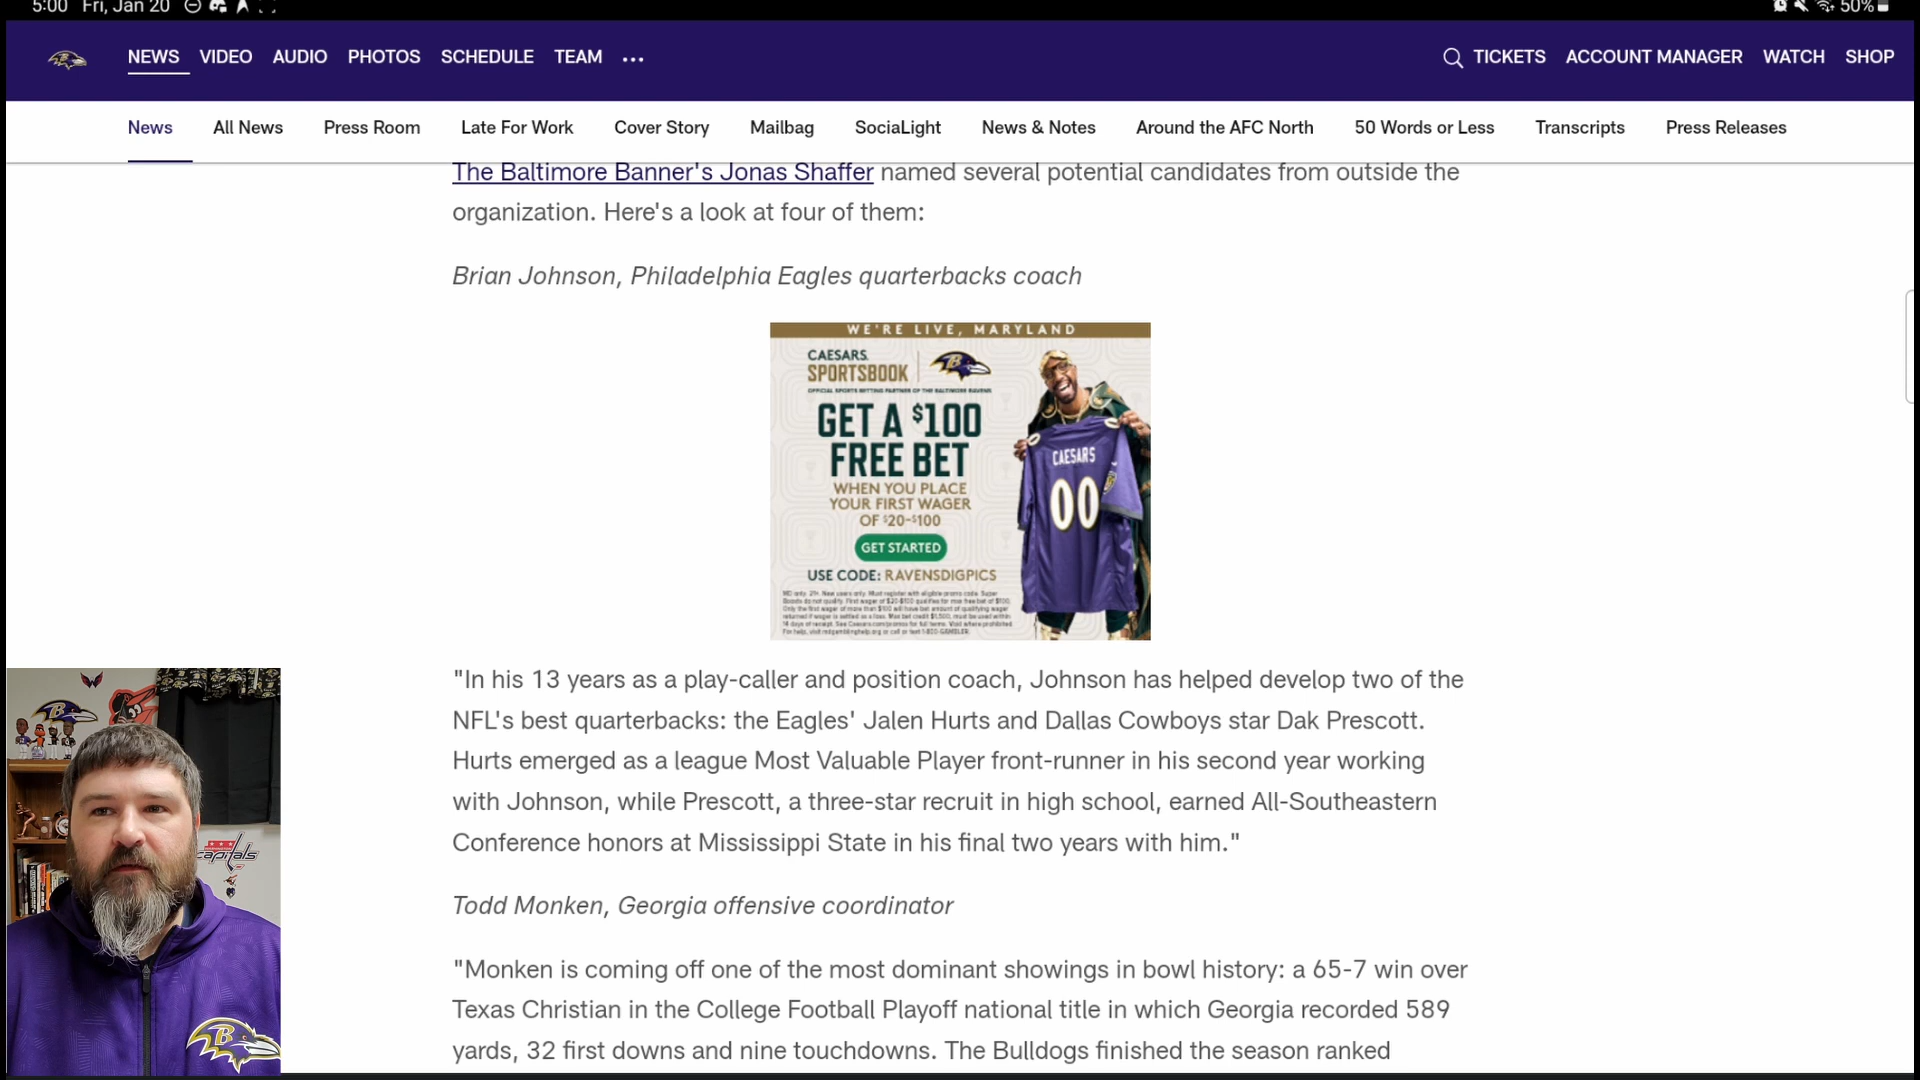 5:00 Fri, Jan 20
50%
NEWS VIDEO AUDIO PHOTOS SCHEDULE TEAM ...
TICKETS ACCOUNT MANAGER WATCH SHOP
News All News Press Room Late For Work Cover Story Mailbag SociaLight News & Notes Around the AFC North 50 Words or Less Transcripts Press Releases
The Baltimore Banner's Jonas Shaffer named several potential candidates from outside the
organization. Here's a look at four of them:
Brian Johnson, Philadelphia Eagles quarterbacks coach
WE'RE LIVE, MARYLAND
CAESARS
SPORTSBOOK
OFFICIAL SPORTS BETTING PARTNER OF THE BALTIMORE RAVENS
GET A $100
FREE BET
WHEN YOU PLACE
YOUR FIRST WAGER
OF $20-$100
GET STARTED
USE CODE: RAVENSDIGPICS
CAESARS
00
"In his 13 years as a play-caller and position coach, Johnson has helped develop two of the
NFL's best quarterbacks: the Eagles' Jalen Hurts and Dallas Cowboys star Dak Prescott.
Hurts emerged as a league Most Valuable Player front-runner in his second year working
with Johnson, while Prescott, a three-star recruit in high school, earned All-Southeastern
Conference honors at Mississippi State in his final two years with him."
Todd Monken, Georgia offensive coordinator
"Monken is coming off one of the most dominant showings in bowl history: a 65-7 win over
Texas Christian in the College Football Playoff national title in which Georgia recorded 589
yards, 32 first downs and nine touchdowns. The Bulldogs finished the season ranked
capitals
B